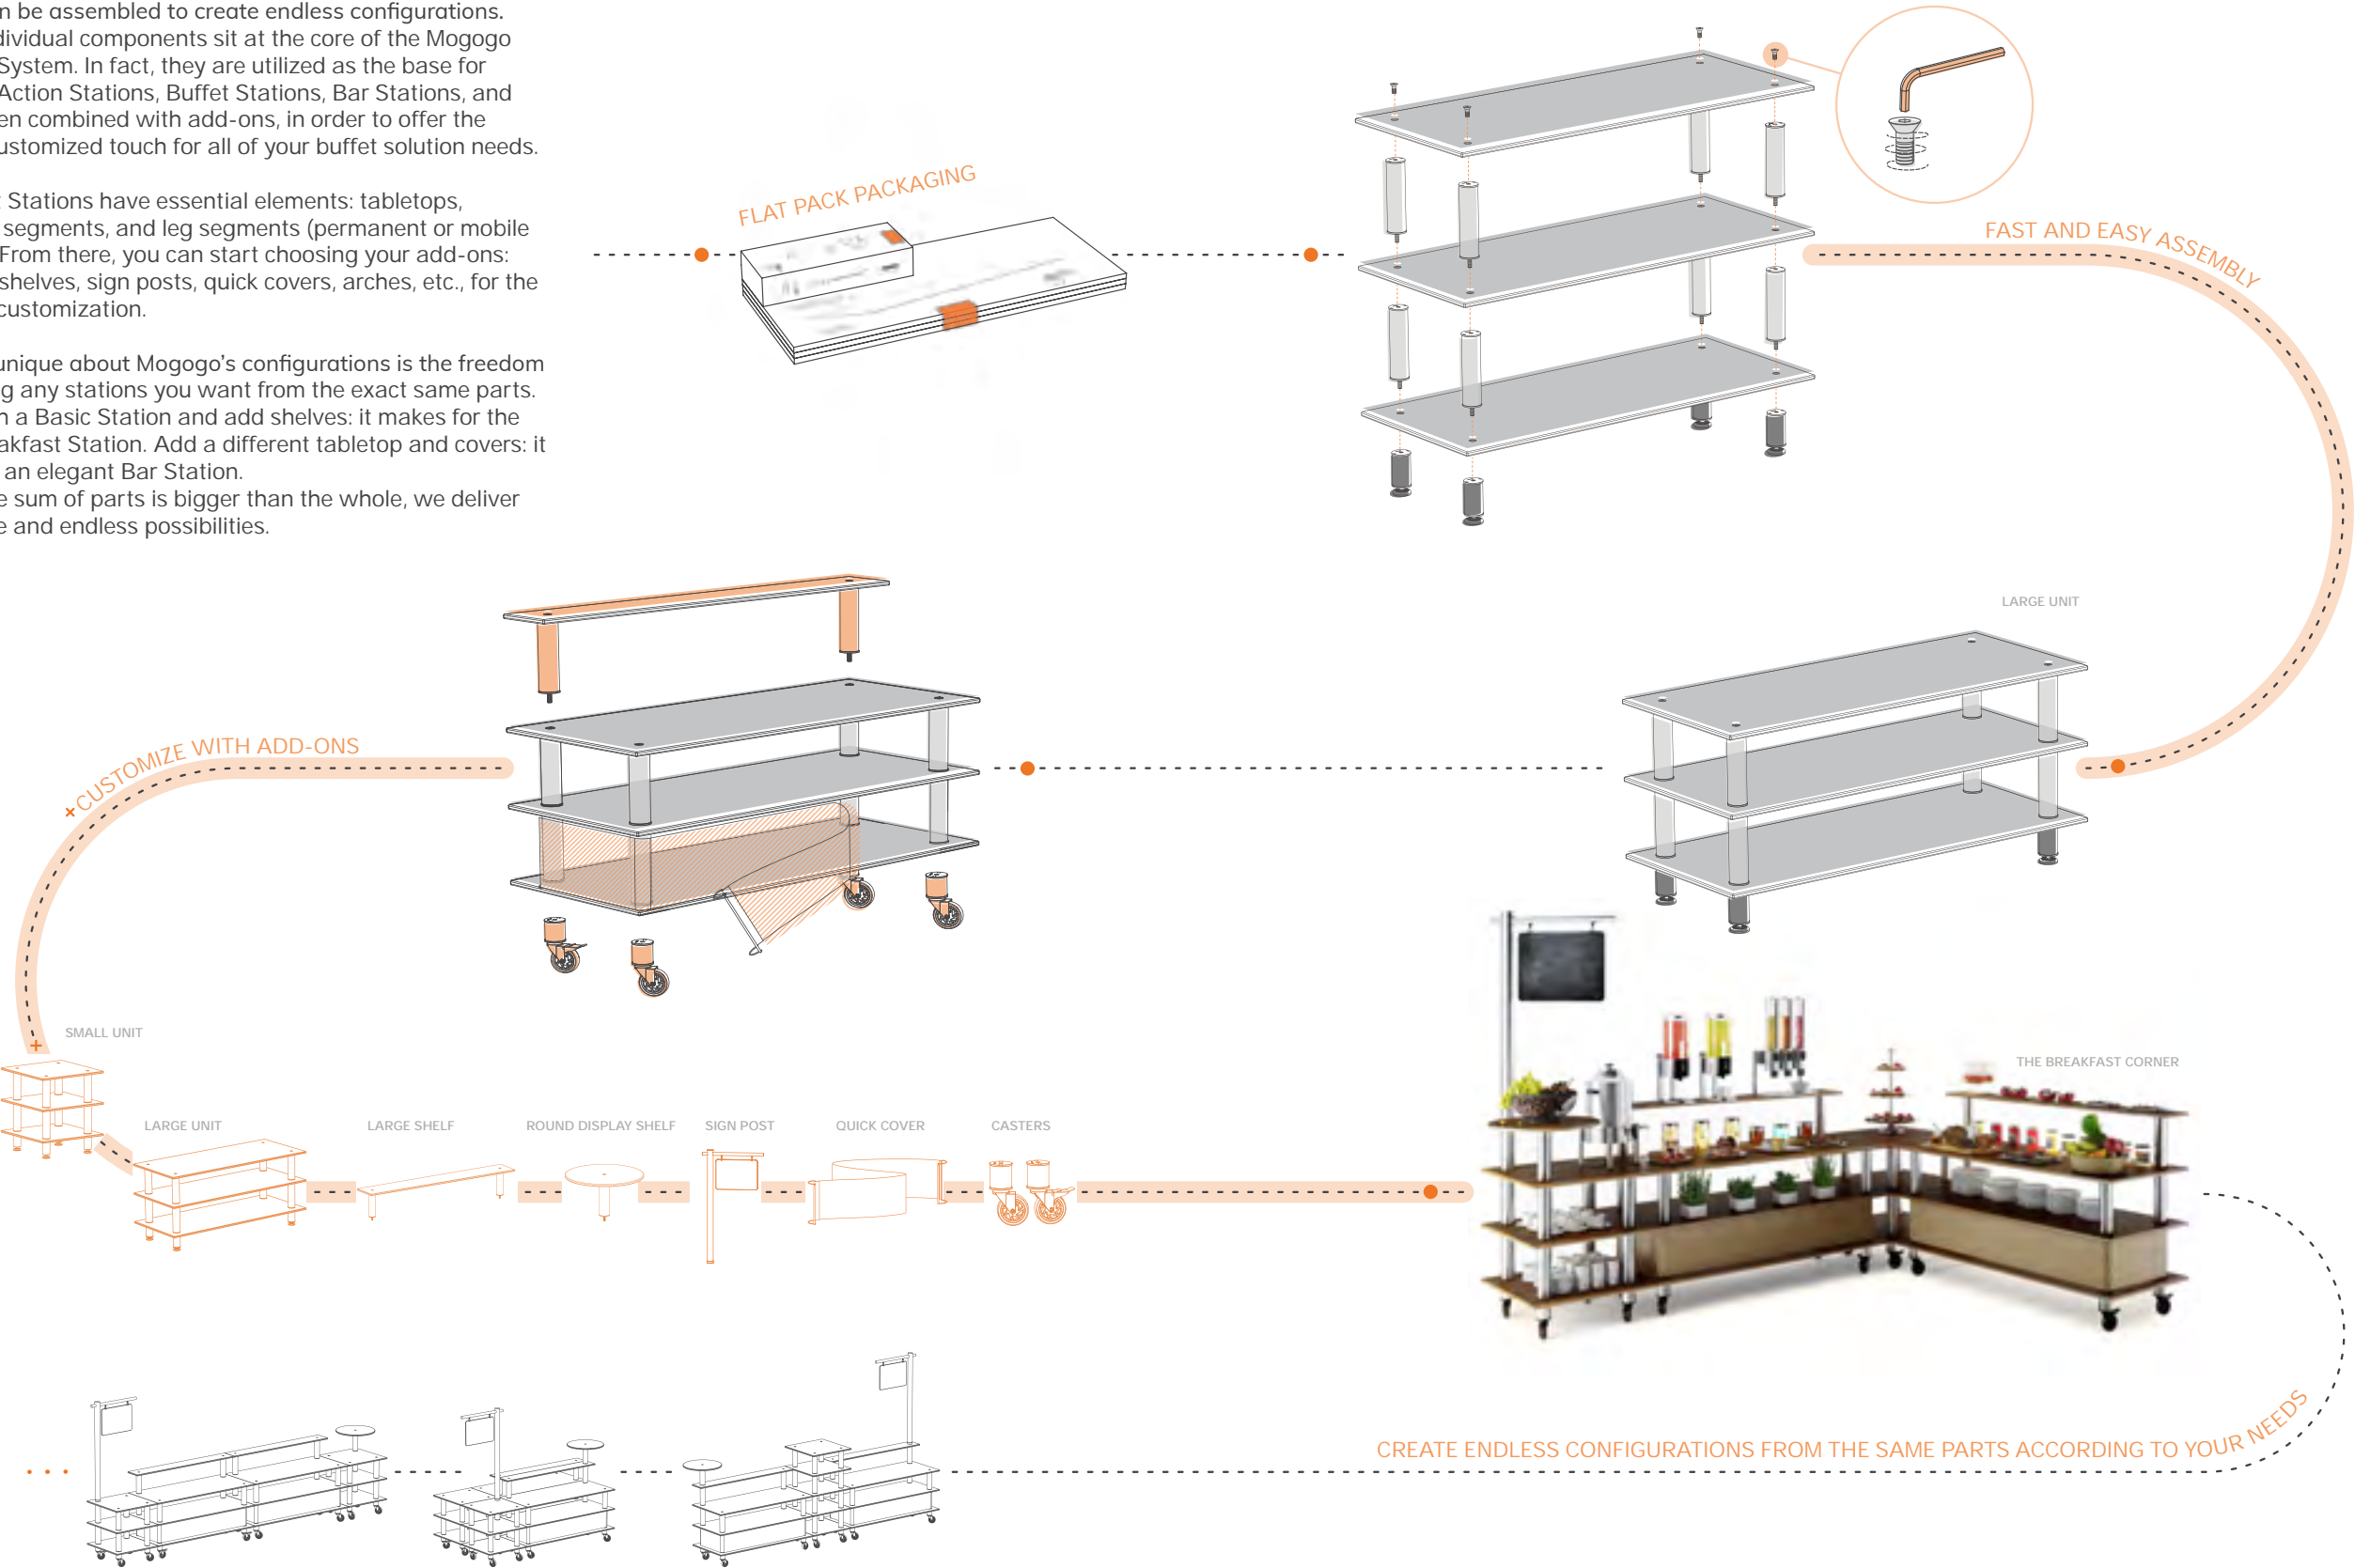 n be assembled to create endless configurations.
dividual components sit at the core of the Mogogo
System. In fact, they are utilized as the base for
Action Stations, Buffet Stations, Bar Stations, and
en combined with add-ons, in order to offer the
ustomized touch for all of your buffet solution needs.
Stations have essential elements: tabletops,
segments, and leg segments (permanent or mobile
From there, you can start choosing your add-ons:
shelves, sign posts, quick covers, arches, etc., for the
customization.
unique about Mogogo's configurations is the freedom
g any stations you want from the exact same parts.
h a Basic Station and add shelves: it makes for the
eakfast Station. Add a different tabletop and covers: it
an elegant Bar Station.
e sum of parts is bigger than the whole, we deliver
e and endless possibilities.
FLAT PACK PACKAGING
FAST AND EASY ASSEMBLY
LARGE UNIT
+CUSTOMIZE WITH ADD-ONS
+
SMALL UNIT
LARGE UNIT
LARGE SHELF
ROUND DISPLAY SHELF
SIGN POST
QUICK COVER
CASTERS
THE BREAKFAST CORNER
CREATE ENDLESS CONFIGURATIONS FROM THE SAME PARTS ACCORDING TO YOUR NEEDS